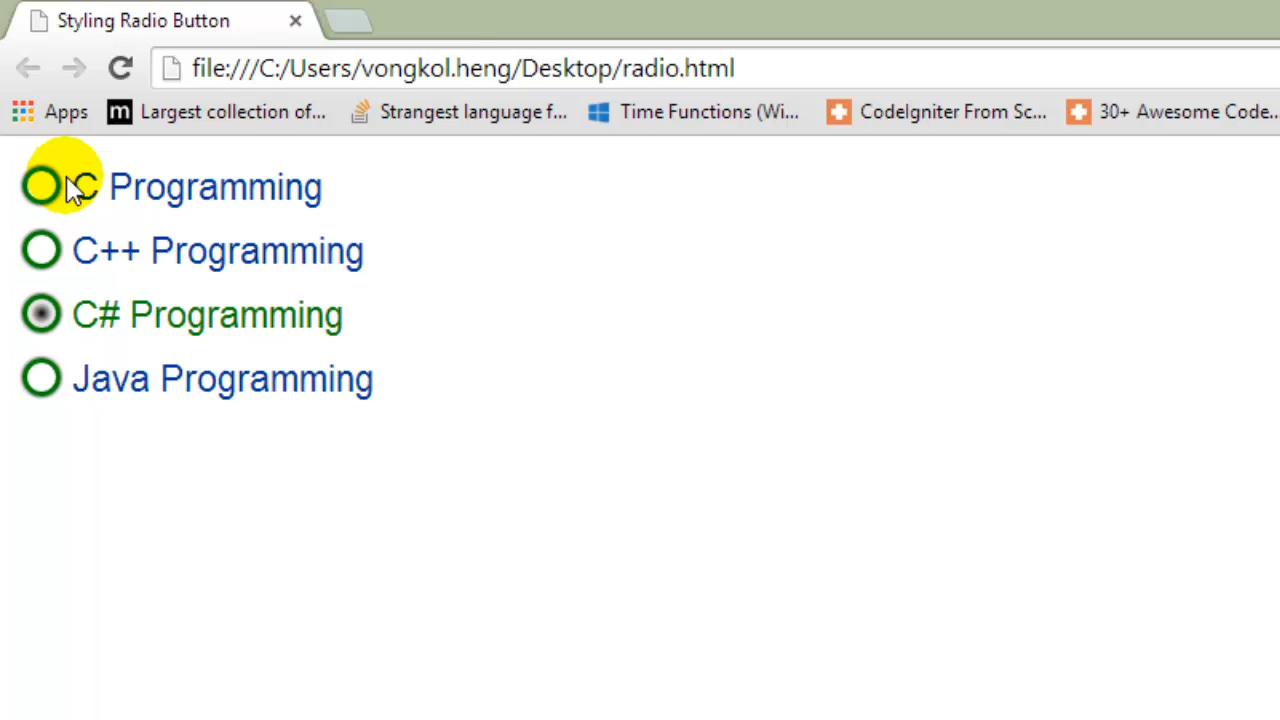 Styling Radio Button
file:///C:/Users/vongkol.heng/Desktop/radio.html
Apps m Largest collection of... Strangest language f... Time Functions (Wi... CodeIgniter From Sc... 30+ Awesome Code...
C Programming
C++ Programming
C# Programming
Java Programming